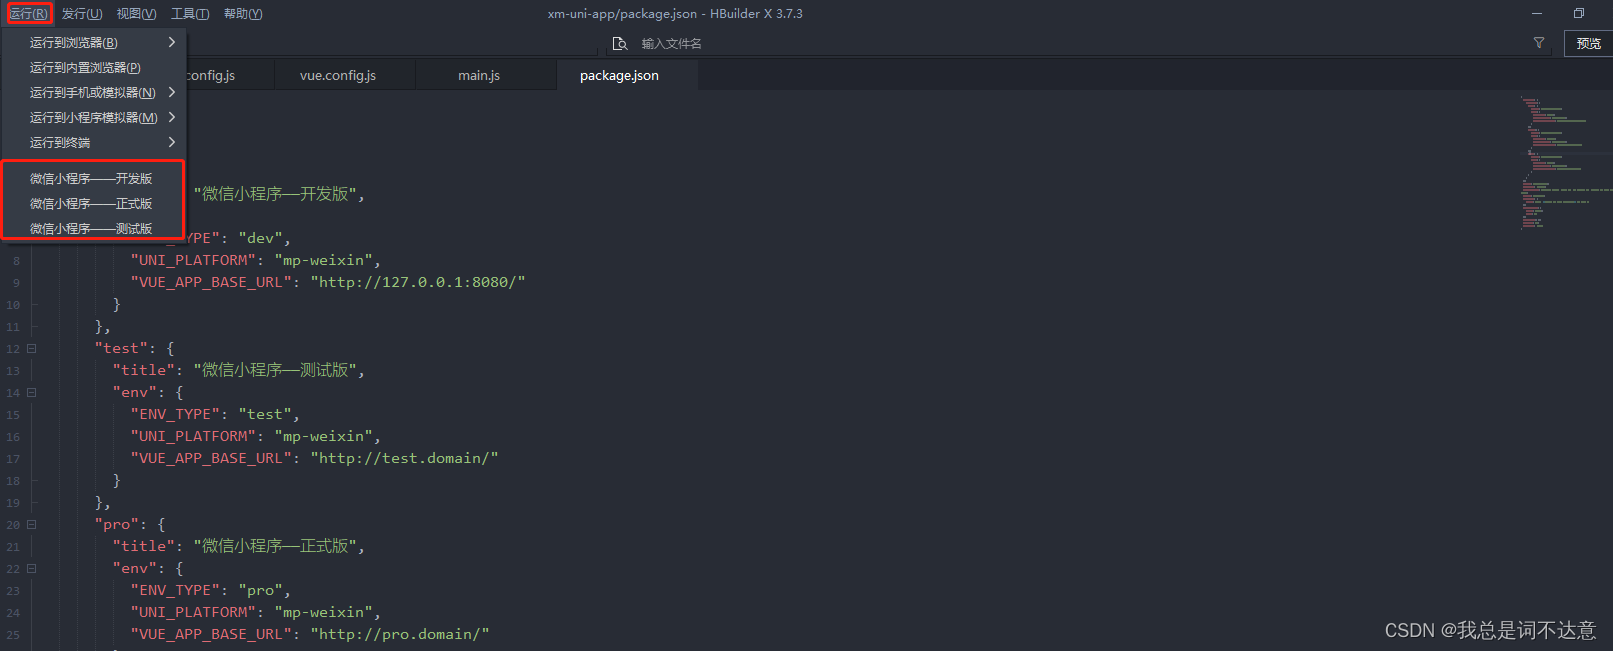 运行(R) 发行(U) 视图(V) 工具(T) 帮助(Y) xm-uni-app/package.json - HBuilder X 3.7.3
运行到浏览器(B)
运行到内置浏览器(P)
运行到手机或模拟器(N)
运行到小程序模拟器(M)
运行到终端
微信小程序——开发版
微信小程序——正式版
微信小程序——测试版
输入文件名
预览
config.js vue.config.js main.js package.json
"微信小程序—开发版",
YPE": "dev",
8 "UNI_PLATFORM": "mp-weixin",
9 "VUE_APP_BASE_URL": "http://127.0.0.1:8080/"
10 }
11 },
12 "test": {
13 "title": "微信小程序—测试版",
14 "env": {
15 "ENV_TYPE": "test",
16 "UNI_PLATFORM": "mp-weixin",
17 "VUE_APP_BASE_URL": "http://test.domain/"
18 }
19 },
20 "pro": {
21 "title": "微信小程序—正式版",
22 "env": {
23 "ENV_TYPE": "pro",
24 "UNI_PLATFORM": "mp-weixin",
25 "VUE_APP_BASE_URL": "http://pro.domain/"
CSDN @我总是词不达意